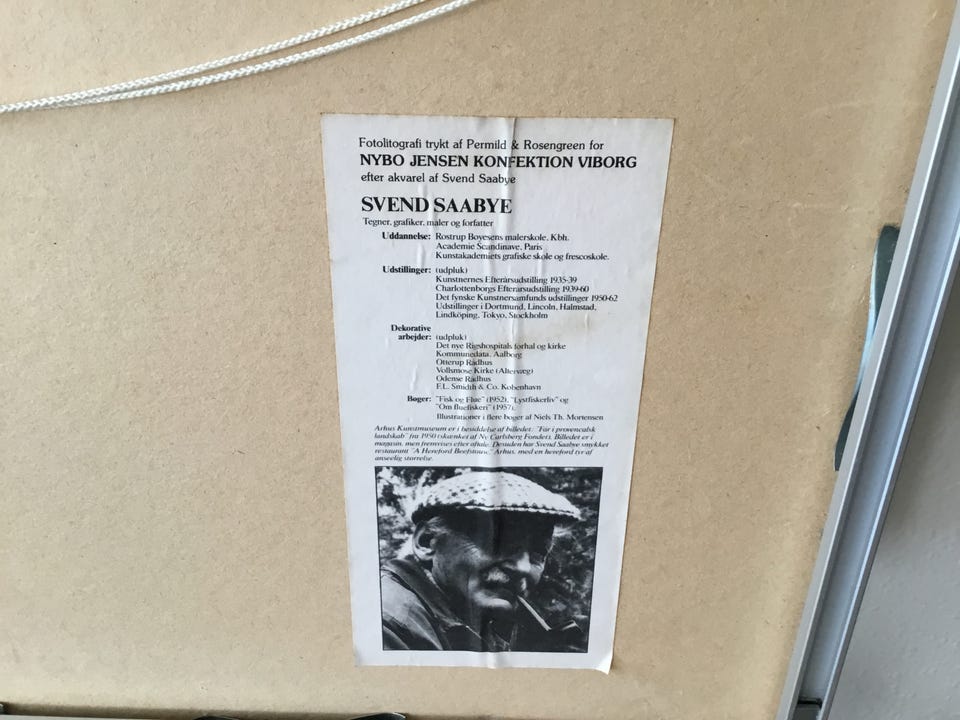 Fotolitografi trykt af Permild & Rosengreen for
NYBO JENSEN KONFEKTION VIBORG
efter akvarel af Svend Saabye
SVEND SAABYE
Tegner, grafiker, maler og forfatter
Uddannelse: Rostrup Boyesens malerskole, Kbh.
Academie Scandinave, Paris
Kunstakademiets grafiske skole og frescoskole.
Udstillinger: (udpluk)
Kunstnernes Efterårsudstilling 1935-39
Charlottenborgs Efterårsudstilling 1939-60
Det fynske Kunstnersamfunds udstillinger 1950-62
Udstillinger i Dortmund, Lincoln, Halmstad,
Lindköping, Tokyo, Stockholm
Dekorative
arbejder: (udpluk)
Det nye Rigshospitals forhal og kirke
Kommunedata, Aalborg
Otterup Rådhus
Vollsmose Kirke (Altervæg)
Odense Rådhus
F.L. Smidth & Co. København
Bøger: "Fisk og Flue" (1952), "Lystfiskerliv" og
"Om fluefiskeri" (1957).
Illustrationer i flere bøger af Niels Th. Mortensen
Århus Kunstmuseum er i besiddelse af billedet: "Får i provencalsk
landskab" fra 1950 (skænket af Ny Carlsberg Fondet). Billedet er i
magasin, men fremvises efter aftale. Desuden har Svend Saabye smykket
restaurant "A Hereford Beefstouw," Århus, med en hereford tyr af
anseelig størrelse.